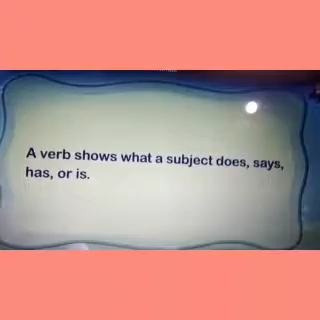 A verb shows what a subject does, says,
has, or is.